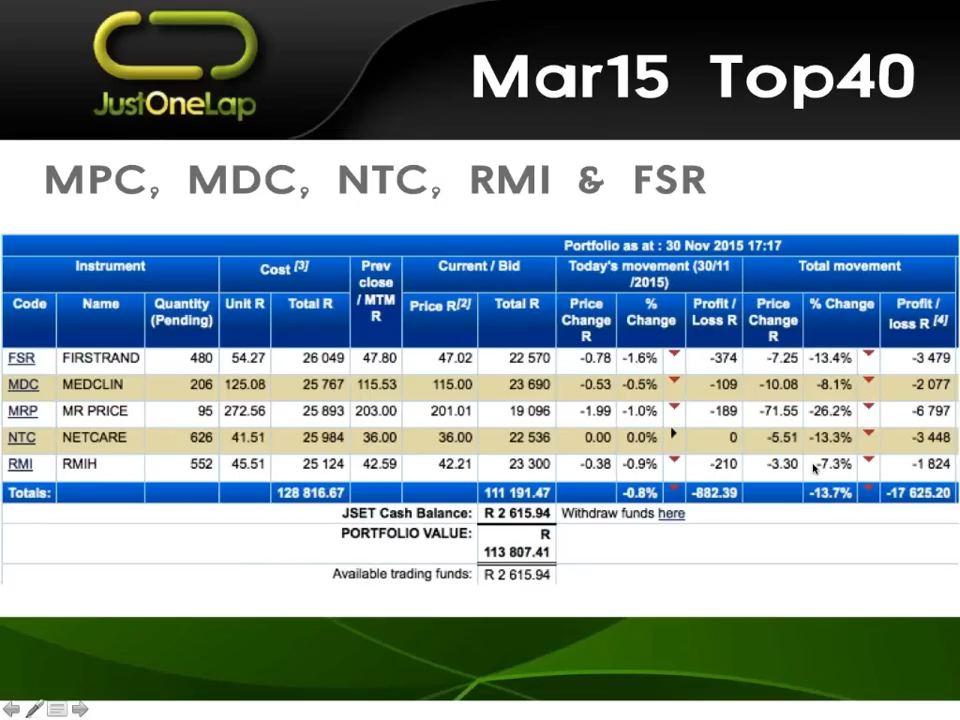 JustOneLap
Mar15 Top40
MPC, MDC, NTC, RMI & FSR
Portfolio as at : 30 Nov 2015 17:17
Instrument Cost [3] Prev close / MTM R Current / Bid Today's movement (30/11 /2015) Total movement
Code Name Quantity (Pending) Unit R Total R Price R[2] Total R Price Change R % Change Profit / Loss R Price Change R % Change Profit / loss R [4]
FSR FIRSTRAND 480 54.27 26 049 47.80 47.02 22 570 -0.78 -1.6% -374 -7.25 -13.4% -3 479
MDC MEDCLIN 206 125.08 25 767 115.53 115.00 23 690 -0.53 -0.5% -109 -10.08 -8.1% -2 077
MRP MR PRICE 95 272.56 25 893 203.00 201.01 19 096 -1.99 -1.0% -189 -71.55 -26.2% -6 797
NTC NETCARE 626 41.51 25 984 36.00 36.00 22 536 0.00 0.0% 0 -5.51 -13.3% -3 448
RMI RMIH 552 45.51 25 124 42.59 42.21 23 300 -0.38 -0.9% -210 -3.30 -7.3% -1 824
Totals: 128 816.67 111 191.47 -0.8% -882.39 -13.7% -17 625.20
JSET Cash Balance: R 2 615.94 Withdraw funds here
PORTFOLIO VALUE: R
113 807.41
Available trading funds: R 2 615.94